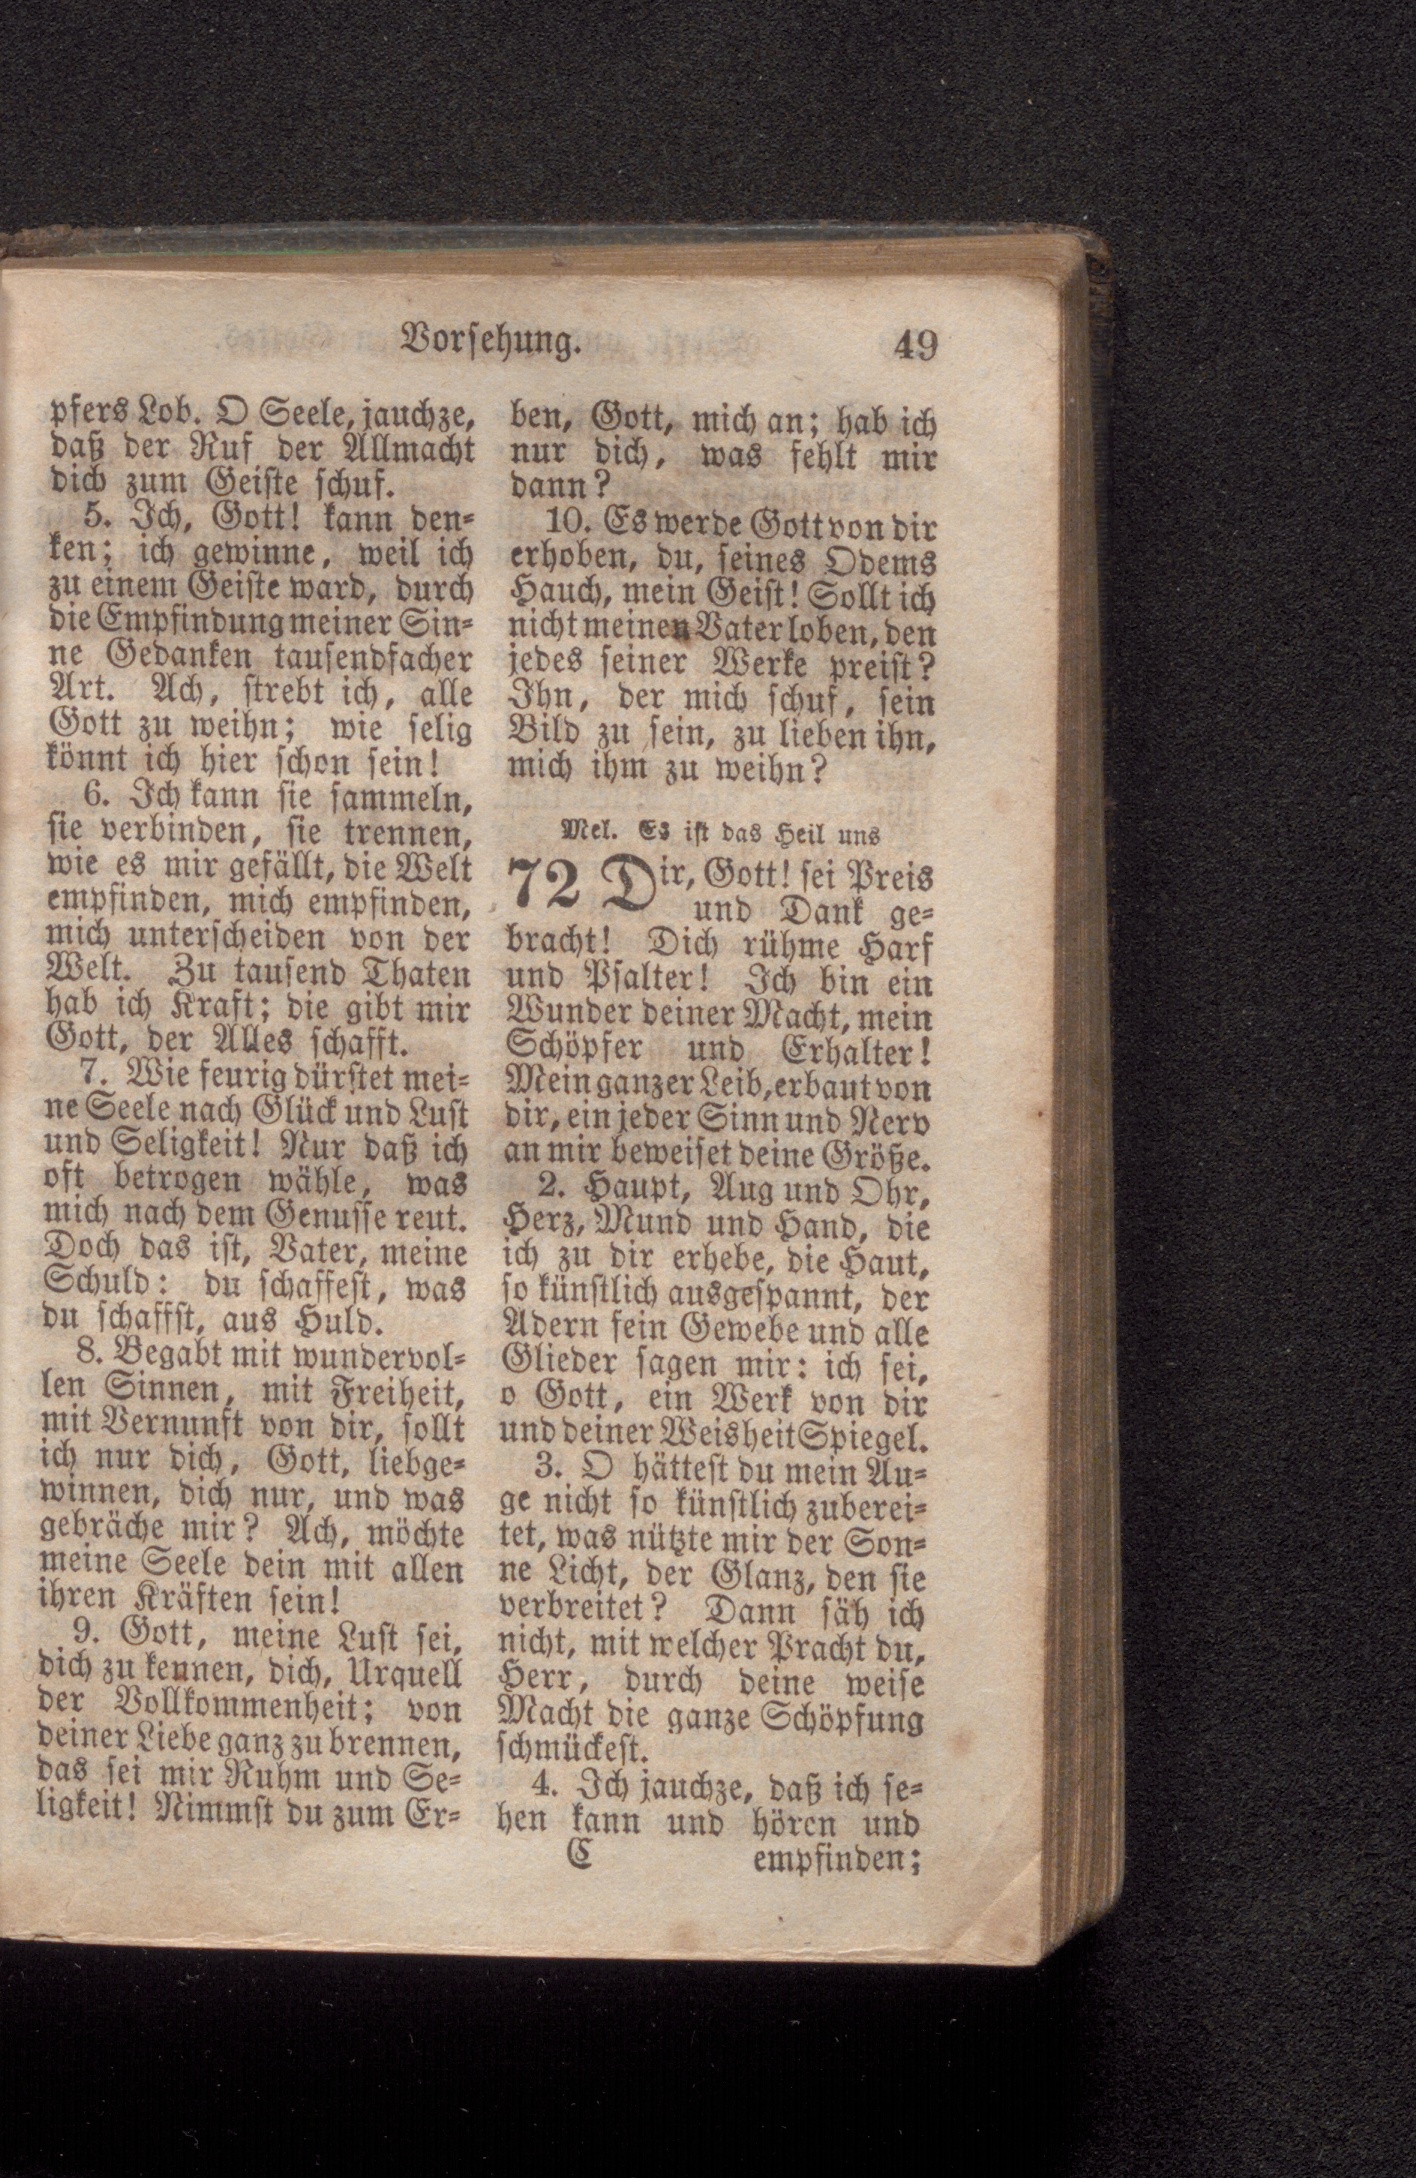 Vorsehung. 49
pfers Lob. O Seele, jauchze,
daß der Ruf der Allmacht
dich zum Geiste schuf.
5. Ich, Gott! kann den-
ken; ich gewinne, weil ich
zu einem Geiste ward, durch
die Empfindung meiner Sin-
ne Gedanken tausendfacher
Art. Ach, strebt ich, alle
Gott zu weihn; wie selig
könnt ich hier schon sein!
6. Ich kann sie sammeln,
sie verbinden, sie trennen,
wie es mir gefällt, die Welt
empfinden, mich empfinden,
mich unterscheiden von der
Welt. Zu tausend Thaten
hab ich Kraft; die gibt mir
Gott, der Alles schafft.
7. Wie feurig dürstet mei-
ne Seele nach Glück und Lust
und Seligkeit! Nur daß ich
oft betrogen wähle, was
mich nach dem Genusse reut.
Doch das ist, Vater, meine
Schuld: du schaffest, was
du schaffst, aus Huld.
8. Begabt mit wundervol-
len Sinnen, mit Freiheit,
mit Vernunft von dir, sollt
ich nur dich, Gott, liebge-
winnen, dich nur, und was
gebräche mir? Ach, möchte
meine Seele dein mit allen
ihren Kräften sein!
9. Gott, meine Lust sei,
dich zu kennen, dich, Urquell
der Vollkommenheit; von
deiner Liebe ganz zu brennen,
das sei mir Ruhm und Se-
ligkeit! Nimmst du zum Er-
ben, Gott, mich an; hab ich
nur dich, was fehlt mir
dann?
10. Es werde Gott von dir
erhoben, du, seines Odems
Hauch, mein Geist! Sollt ich
nicht meinen Vater loben, den
jedes seiner Werke preist?
Ihn, der mich schuf, sein
Bild zu sein, zu lieben ihn,
mich ihm zu weihn?
Mel. Es ist das Heil uns
72 Dir, Gott! sei Preis
und Dank ge-
bracht! Dich rühme Harf
und Psalter! Ich bin ein
Wunder deiner Macht, mein
Schöpfer und Erhalter!
Mein ganzer Leib, erbaut von
dir, ein jeder Sinn und Nerv
an mir beweiset deine Größe.
2. Haupt, Aug und Ohr,
Herz, Mund und Hand, die
ich zu dir erhebe, die Haut,
so künstlich ausgespannt, der
Adern fein Gewebe und alle
Glieder sagen mir: ich sei,
o Gott, ein Werk von dir
und deiner Weisheit Spiegel.
3. O hättest du mein Au-
ge nicht so künstlich zuberei-
tet, was nützte mir der Son-
ne Licht, der Glanz, den sie
verbreitet? Dann säh ich
nicht, mit welcher Pracht du,
Herr, durch deine weise
Macht die ganze Schöpfung
schmückest.
4. Ich jauchze, daß ich se-
hen kann und hören und
C empfinden;